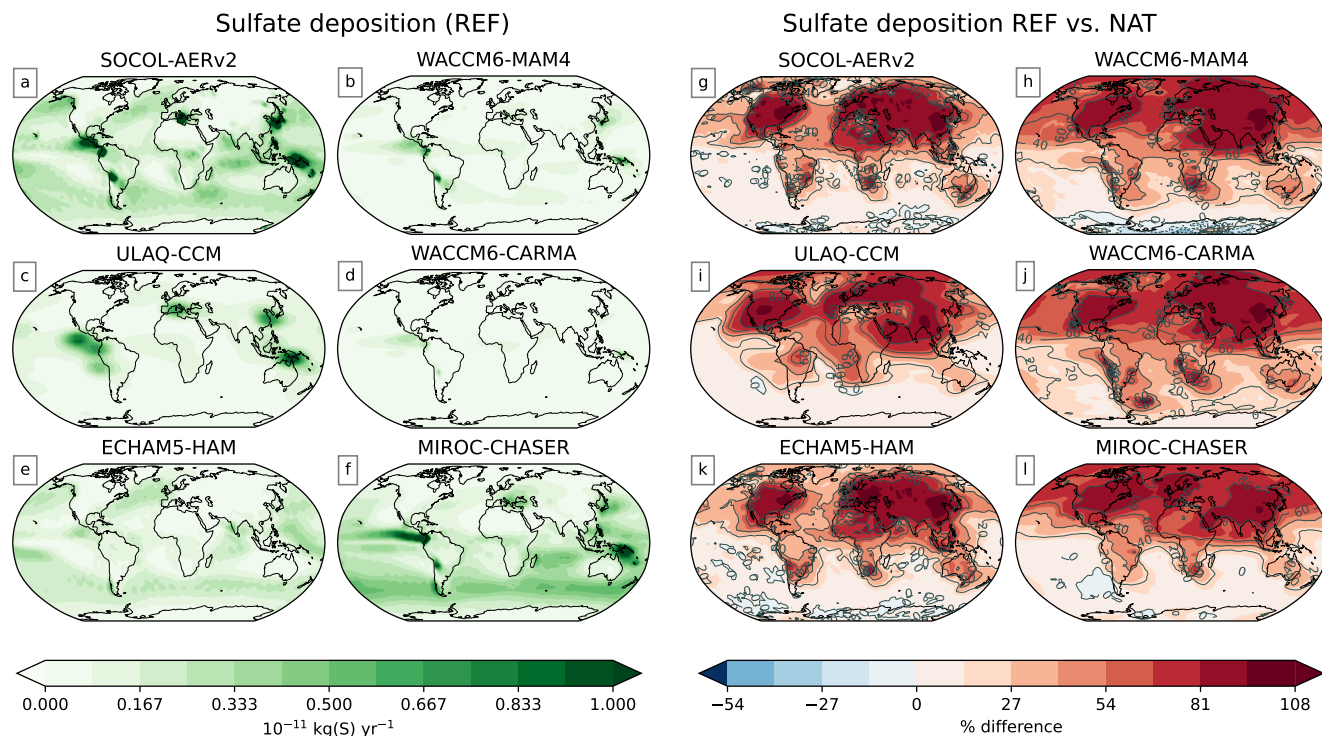 Sulfate deposition (REF)
Sulfate deposition REF vs. NAT
SOCOL-AERv2
WACCM6-MAM4
SOCOL-AERv2
WACCM6-MAM4
a
b
g
h
ULAQ-CCM
WACCM6-CARMA
ULAQ-CCM
WACCM6-CARMA
c
d
i
j
ECHAM5-HAM
MIROC-CHASER
ECHAM5-HAM
MIROC-CHASER
e
f
k
l
0.000 0.167 0.333 0.500 0.667 0.833 1.000
10⁻¹¹ kg(S) yr⁻¹
−54 −27 0 27 54 81 108
% difference